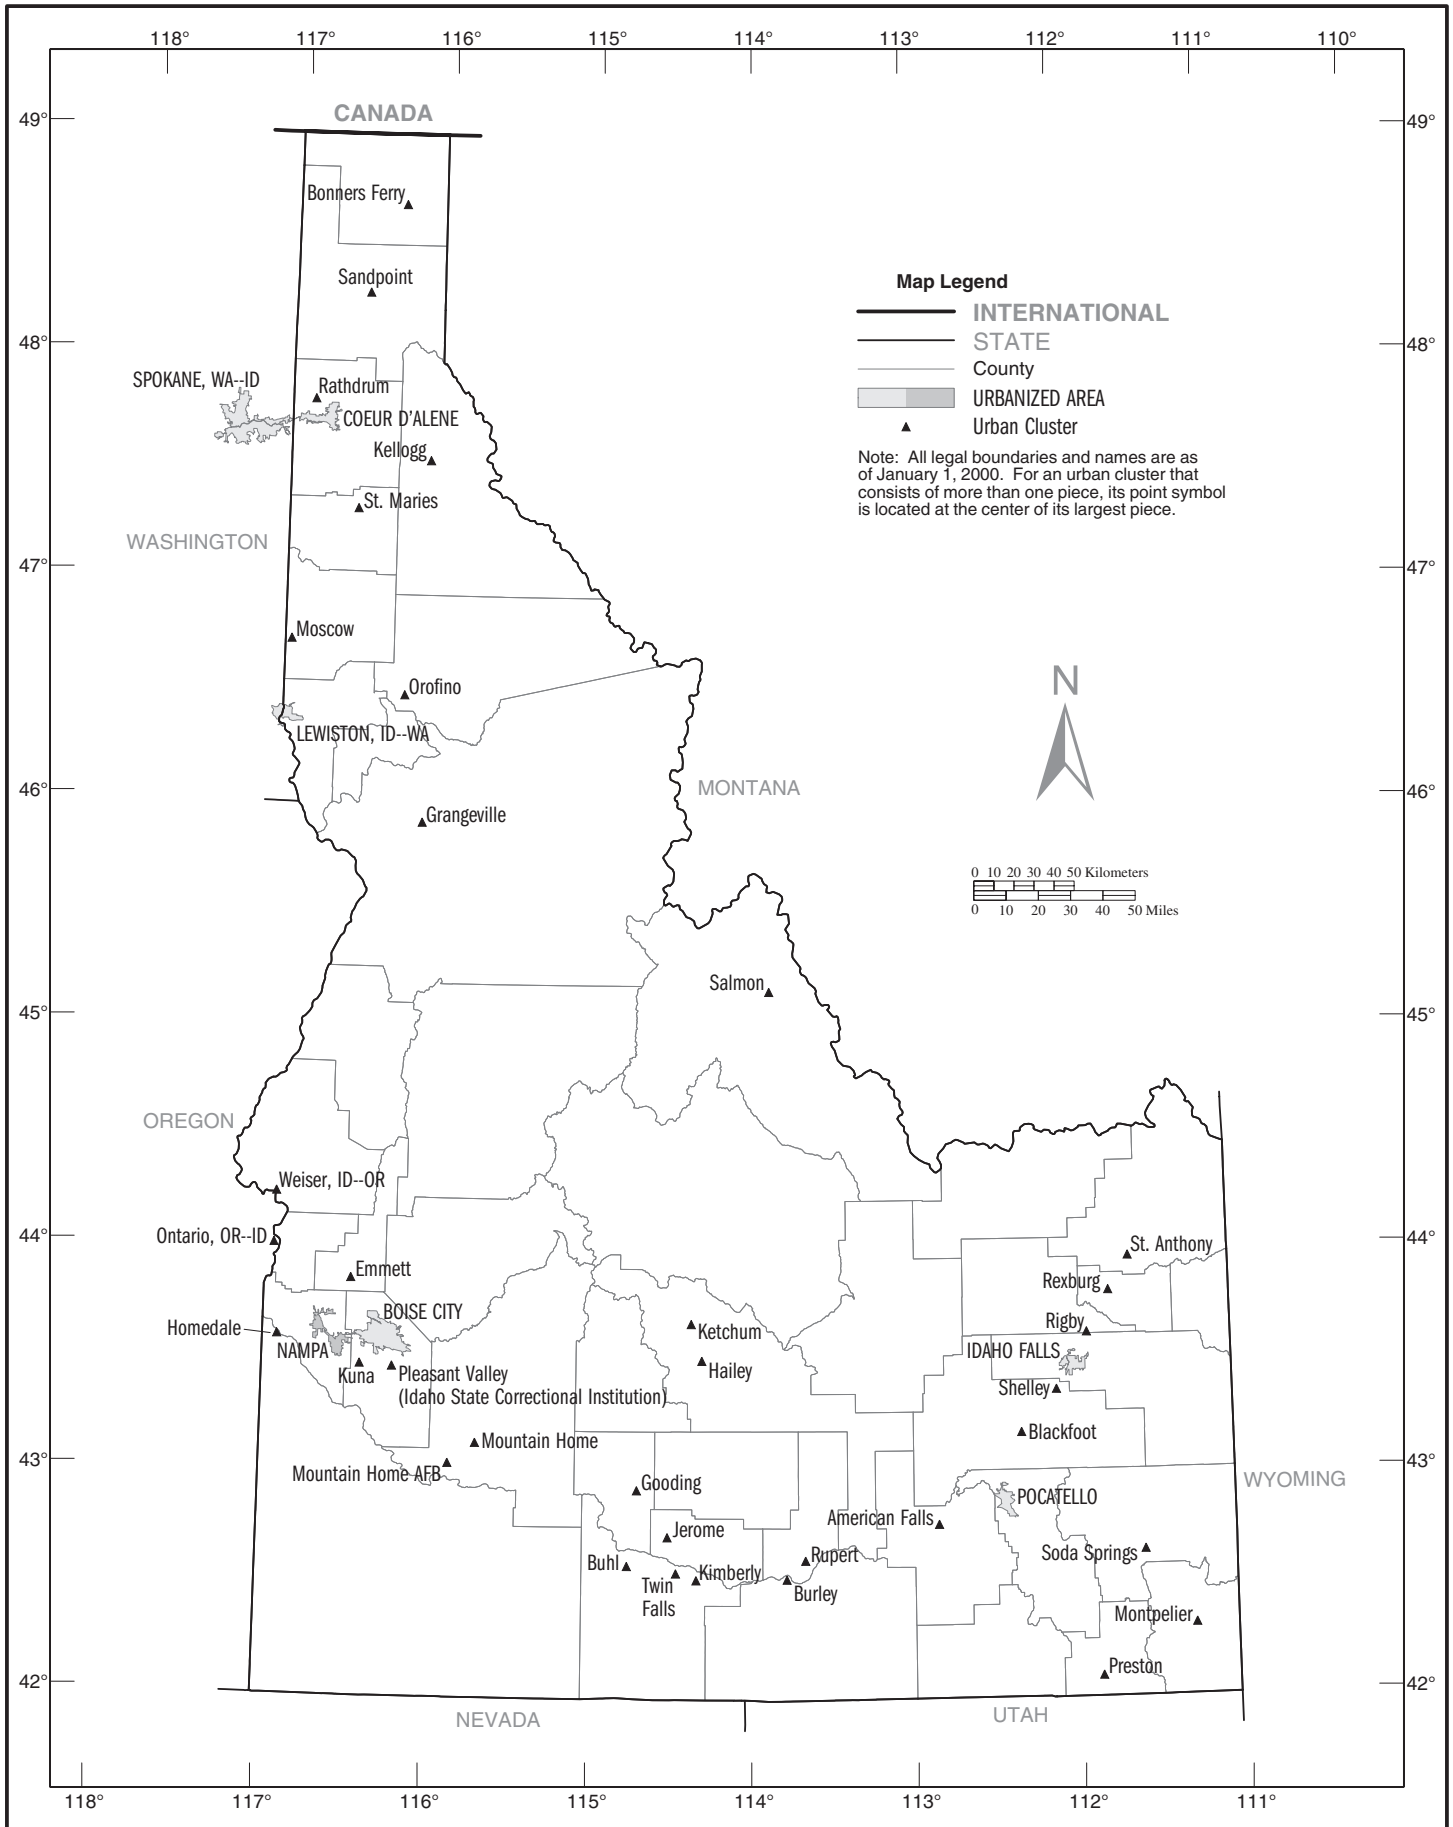 118° 117° 116° 115° 114° 113° 112° 111° 110°
49°
CANADA
49°
Bonners Ferry
Sandpoint
Map Legend
INTERNATIONAL
STATE
County
URBANIZED AREA
Urban Cluster
Note: All legal boundaries and names are as
of January 1, 2000. For an urban cluster that
consists of more than one piece, its point symbol
is located at the center of its largest piece.
48°
48°
SPOKANE, WA--ID
Rathdrum
COEUR D'ALENE
Kellogg
St. Maries
WASHINGTON
47°
47°
Moscow
Orofino
LEWISTON, ID--WA
N
46°
MONTANA
46°
Grangeville
0 10 20 30 40 50 Kilometers
0 10 20 30 40 50 Miles
Salmon
45°
45°
OREGON
Weiser, ID--OR
44°
Ontario, OR--ID
44°
St. Anthony
Emmett
Rexburg
BOISE CITY
Homedale
Ketchum
Rigby
NAMPA
IDAHO FALLS
Kuna
Pleasant Valley
(Idaho State Correctional Institution)
Hailey
Shelley
Blackfoot
Mountain Home
43°
43°
Mountain Home AFB
WYOMING
Gooding
POCATELLO
American Falls
Jerome
Soda Springs
Buhl
Twin
Falls
Kimberly
Rupert
Burley
Montpelier
Preston
42°
42°
NEVADA
UTAH
118° 117° 116° 115° 114° 113° 112° 111°